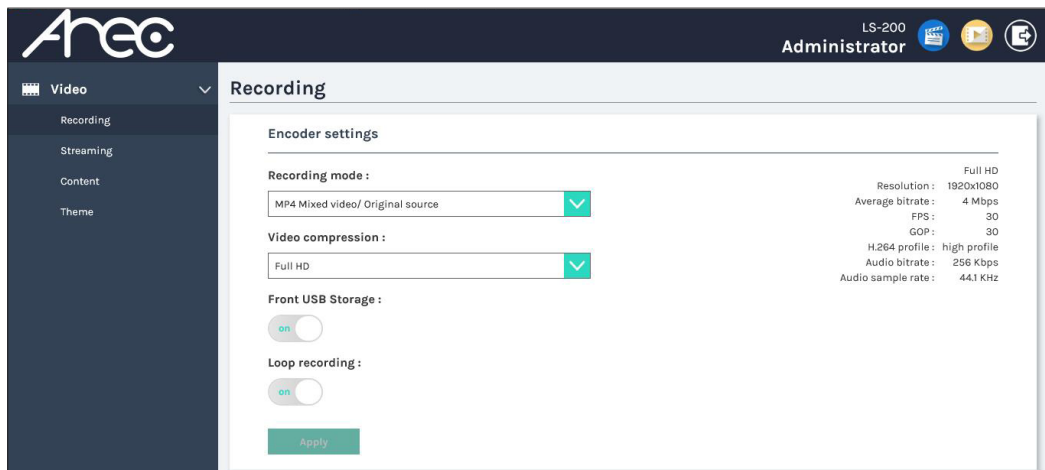 Arec
LS-200
Administrator
Video
Recording
Streaming
Content
Theme
Recording
Encoder settings
Recording mode :
MP4 Mixed video/ Original source
Video compression :
Full HD
Front USB Storage :
on
Loop recording :
on
Apply
Full HD
Resolution : 1920x1080
Average bitrate : 4 Mbps
FPS : 30
GOP : 30
H.264 profile : high profile
Audio bitrate : 256 Kbps
Audio sample rate : 44.1 KHz